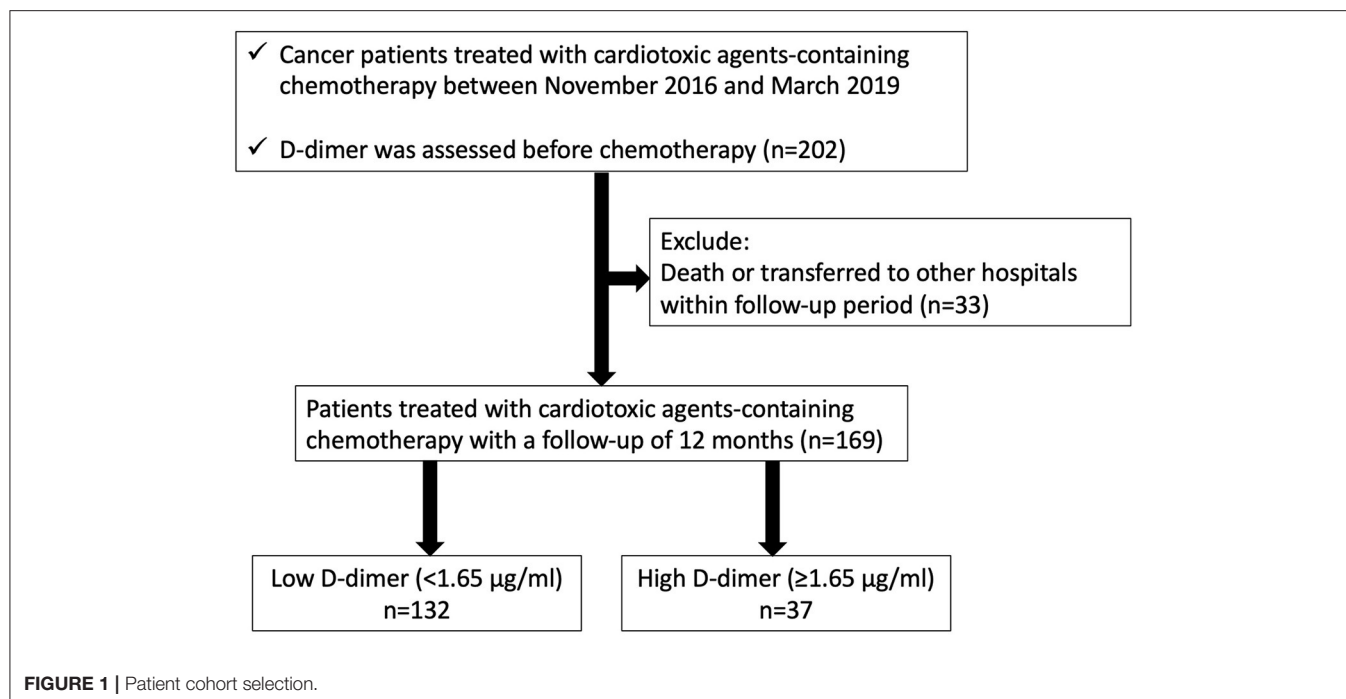 ✓ Cancer patients treated with cardiotoxic agents-containing
chemotherapy between November 2016 and March 2019
✓ D-dimer was assessed before chemotherapy (n=202)
Exclude:
Death or transferred to other hospitals
within follow-up period (n=33)
Patients treated with cardiotoxic agents-containing
chemotherapy with a follow-up of 12 months (n=169)
Low D-dimer (<1.65 μg/ml)
n=132
High D-dimer (≥1.65 μg/ml)
n=37
FIGURE 1 | Patient cohort selection.